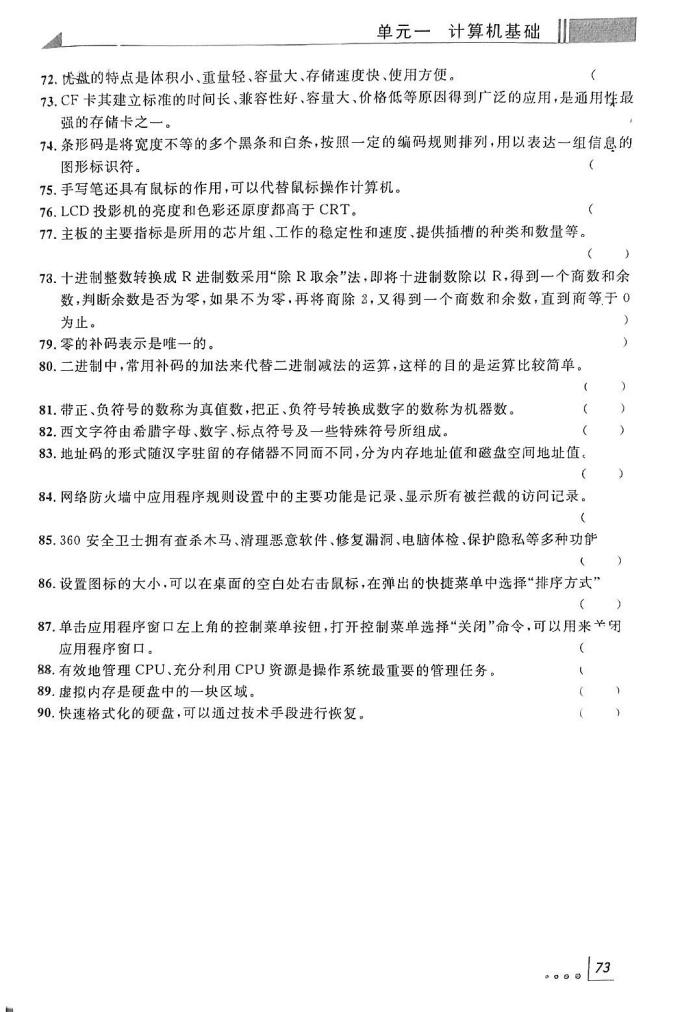 单元一 计算机基础
72. 优盘的特点是体积小、重量轻、容量大、存储速度快、使用方便。 (
73. CF 卡其建立标准的时间长、兼容性好、容量大、价格低等原因得到广泛的应用,是通用性最
强的存储卡之一。
74. 条形码是将宽度不等的多个黑条和白条,按照一定的编码规则排列,用以表达一组信息的
图形标识符。 (
75. 手写笔还具有鼠标的作用,可以代替鼠标操作计算机。
76. LCD 投影机的亮度和色彩还原度都高于 CRT。 (
77. 主板的主要指标是所用的芯片组、工作的稳定性和速度、提供插槽的种类和数量等。
( )
78. 十进制整数转换成 R 进制数采用“除 R 取余”法,即将十进制数除以 R,得到一个商数和余
数,判断余数是否为零,如果不为零,再将商除 2,又得到一个商数和余数,直到商等于 0
为止。 )
79. 零的补码表示是唯一的。 )
80. 二进制中,常用补码的加法来代替二进制减法的运算,这样的目的是运算比较简单。
( )
81. 带正、负符号的数称为真值数,把正、负符号转换成数字的数称为机器数。 ( )
82. 西文字符由希腊字母、数字、标点符号及一些特殊符号所组成。 ( )
83. 地址码的形式随汉字驻留的存储器不同而不同,分为内存地址值和磁盘空间地址值。
( )
84. 网络防火墙中应用程序规则设置中的主要功能是记录、显示所有被拦截的访问记录。
(
85. 360 安全卫士拥有查杀木马、清理恶意软件、修复漏洞、电脑体检、保护隐私等多种功能
( )
86. 设置图标的大小,可以在桌面的空白处右击鼠标,在弹出的快捷菜单中选择“排序方式”
( )
87. 单击应用程序窗口左上角的控制菜单按钮,打开控制菜单选择“关闭”命令,可以用来关闭
应用程序窗口。 (
88. 有效地管理 CPU、充分利用 CPU 资源是操作系统最重要的管理任务。 (
89. 虚拟内存是硬盘中的一块区域。 ( )
90. 快速格式化的硬盘,可以通过技术手段进行恢复。 ( )
73